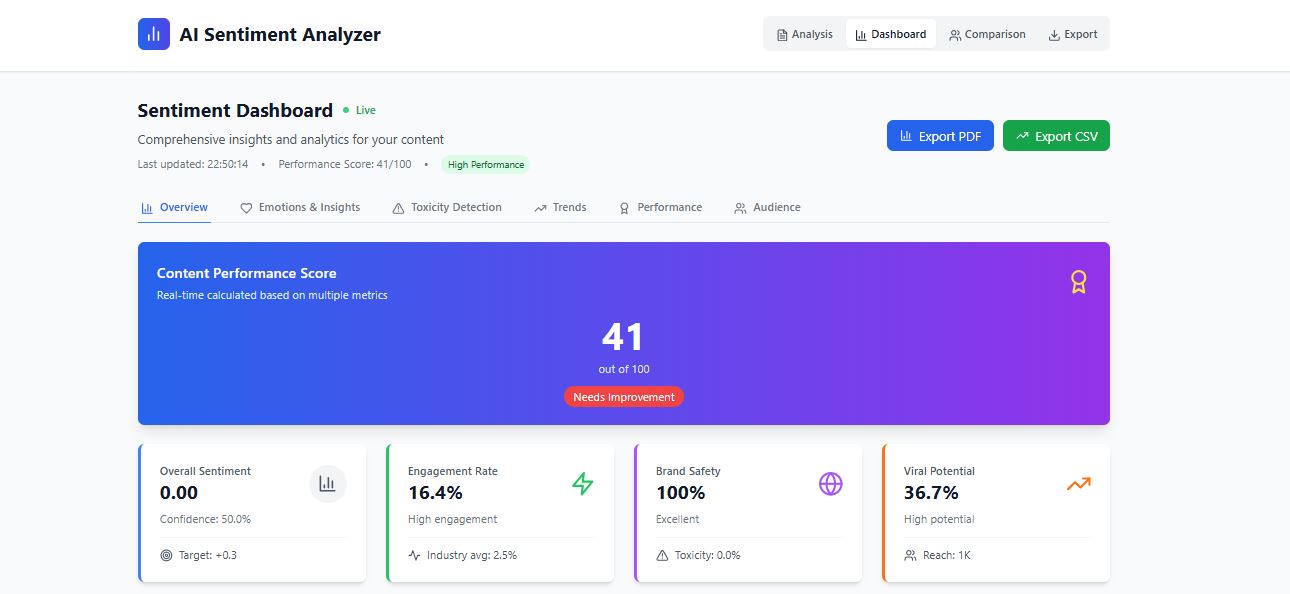 AI Sentiment Analyzer
Analysis Dashboard Comparison Export
Sentiment Dashboard Live
Comprehensive insights and analytics for your content
Last updated: 22:50:14 • Performance Score: 41/100 • High Performance
Export PDF Export CSV
Overview Emotions & Insights Toxicity Detection Trends Performance Audience
Content Performance Score
Real-time calculated based on multiple metrics
41
out of 100
Needs Improvement
Overall Sentiment
0.00
Confidence: 50.0%
Target: +0.3
Engagement Rate
16.4%
High engagement
Industry avg: 2.5%
Brand Safety
100%
Excellent
Toxicity: 0.0%
Viral Potential
36.7%
High potential
Reach: 1K